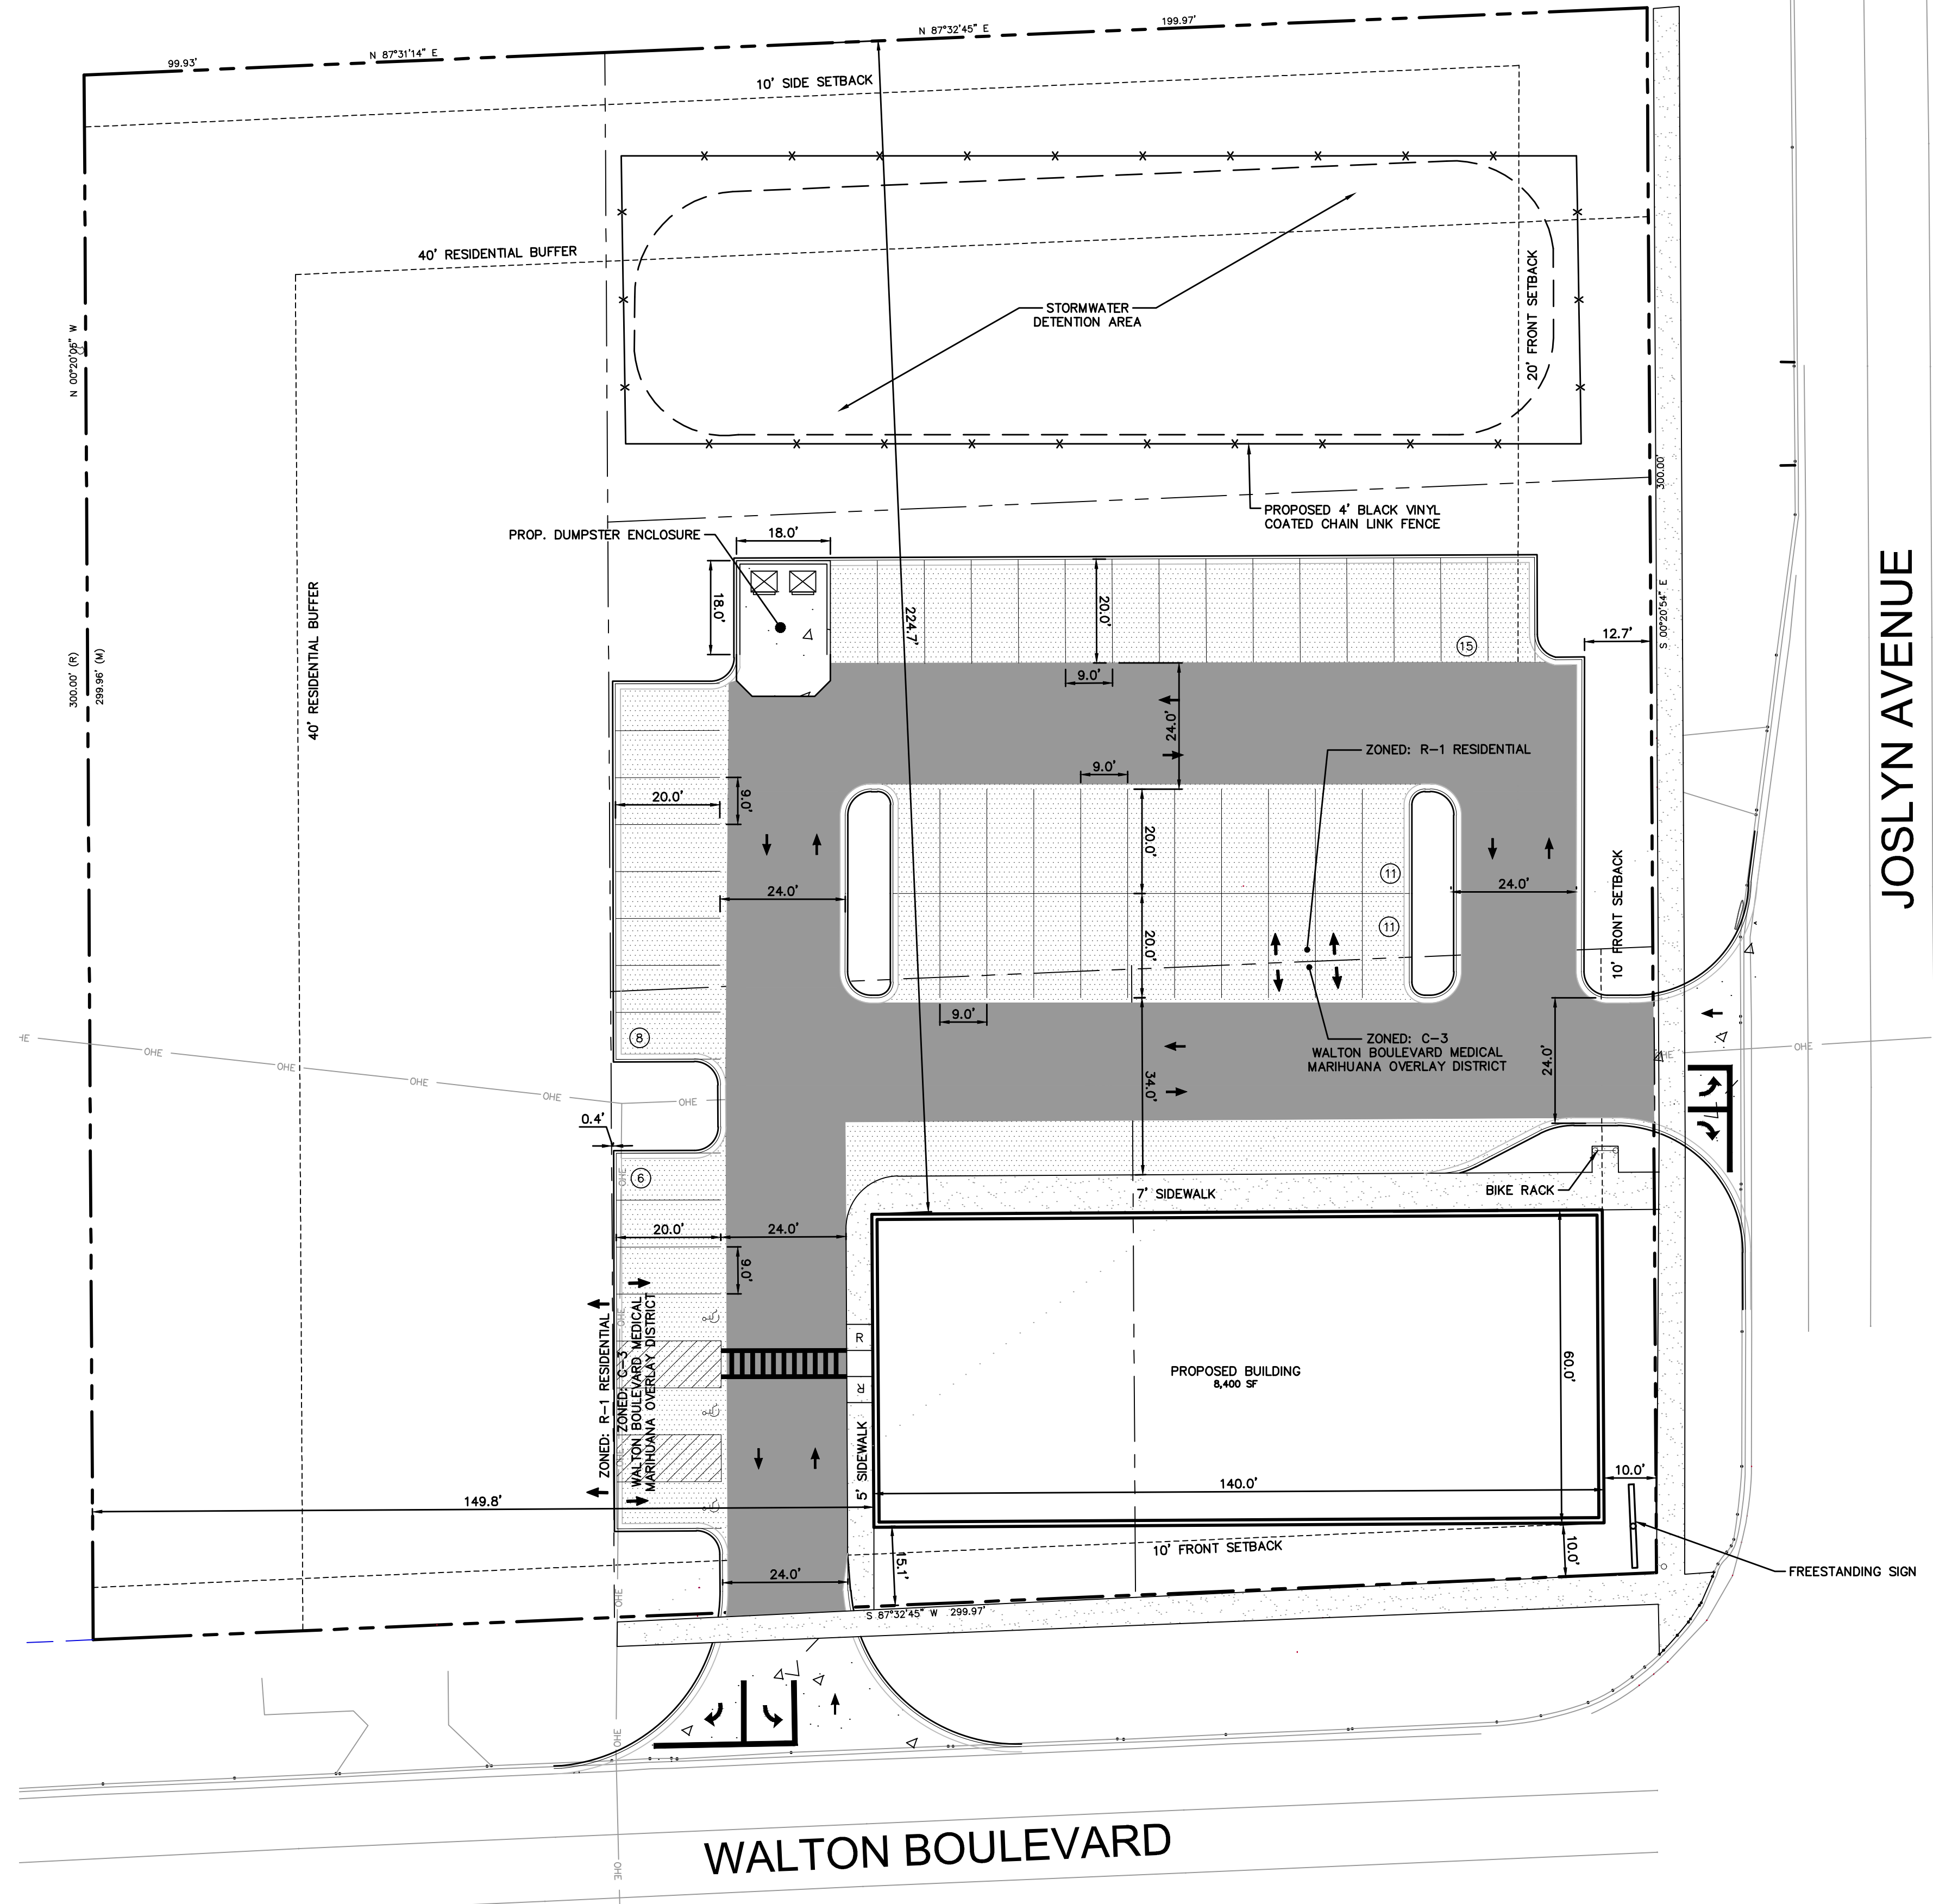 99.93'
N 87°31'14" E
N 87°32'45" E
199.97'
10' SIDE SETBACK
40' RESIDENTIAL BUFFER
STORMWATER
DETENTION AREA
20' FRONT SETBACK
N 00°20'05" W
300.00'
PROPOSED 4' BLACK VINYL
COATED CHAIN LINK FENCE
PROP. DUMPSTER ENCLOSURE
18.0'
18.0'
20.0'
224.7'
S 00°20'54" E
12.7'
15
9.0'
24.0'
40' RESIDENTIAL BUFFER
300.00' (R)
299.96' (M)
JOSLYN AVENUE
ZONED: R-1 RESIDENTIAL
9.0'
20.0'
9.0'
20.0'
11
24.0'
24.0'
11
20.0'
10' FRONT SETBACK
9.0'
8
ZONED: C-3
WALTON BOULEVARD MEDICAL
MARIHUANA OVERLAY DISTRICT
OHE
OHE
OHE
OHE
OHE
OHE
OHE
34.0'
24.0'
0.4'
6
OHE
7' SIDEWALK
BIKE RACK
20.0'
24.0'
9.0'
R
R
PROPOSED BUILDING
8,400 SF
60.0'
ZONED: R-1 RESIDENTIAL
ZONED: C-3
WALTON BOULEVARD MEDICAL
MARIHUANA OVERLAY DISTRICT
OHE
5' SIDEWALK
140.0'
10.0'
149.8'
15.1'
10' FRONT SETBACK
10.0'
FREESTANDING SIGN
24.0'
OHE
S 87°32'45" W 299.97'
OHE
WALTON BOULEVARD
OHE